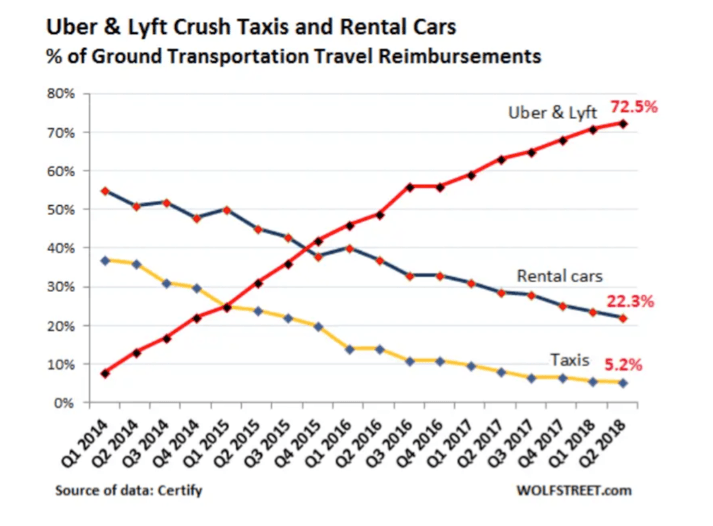 Uber & Lyft Crush Taxis and Rental Cars
% of Ground Transportation Travel Reimbursements
80%
70%
60%
50%
40%
30%
20%
10%
0%
Uber & Lyft 72.5%
Rental cars
22.3%
Taxis 5.2%
Q1 2014
Q2 2014
Q3 2014
Q4 2014
Q1 2015
Q2 2015
Q3 2015
Q4 2015
Q1 2016
Q2 2016
Q3 2016
Q4 2016
Q1 2017
Q2 2017
Q3 2017
Q4 2017
Q1 2018
Q2 2018
Source of data: Certify
WOLFSTREET.com